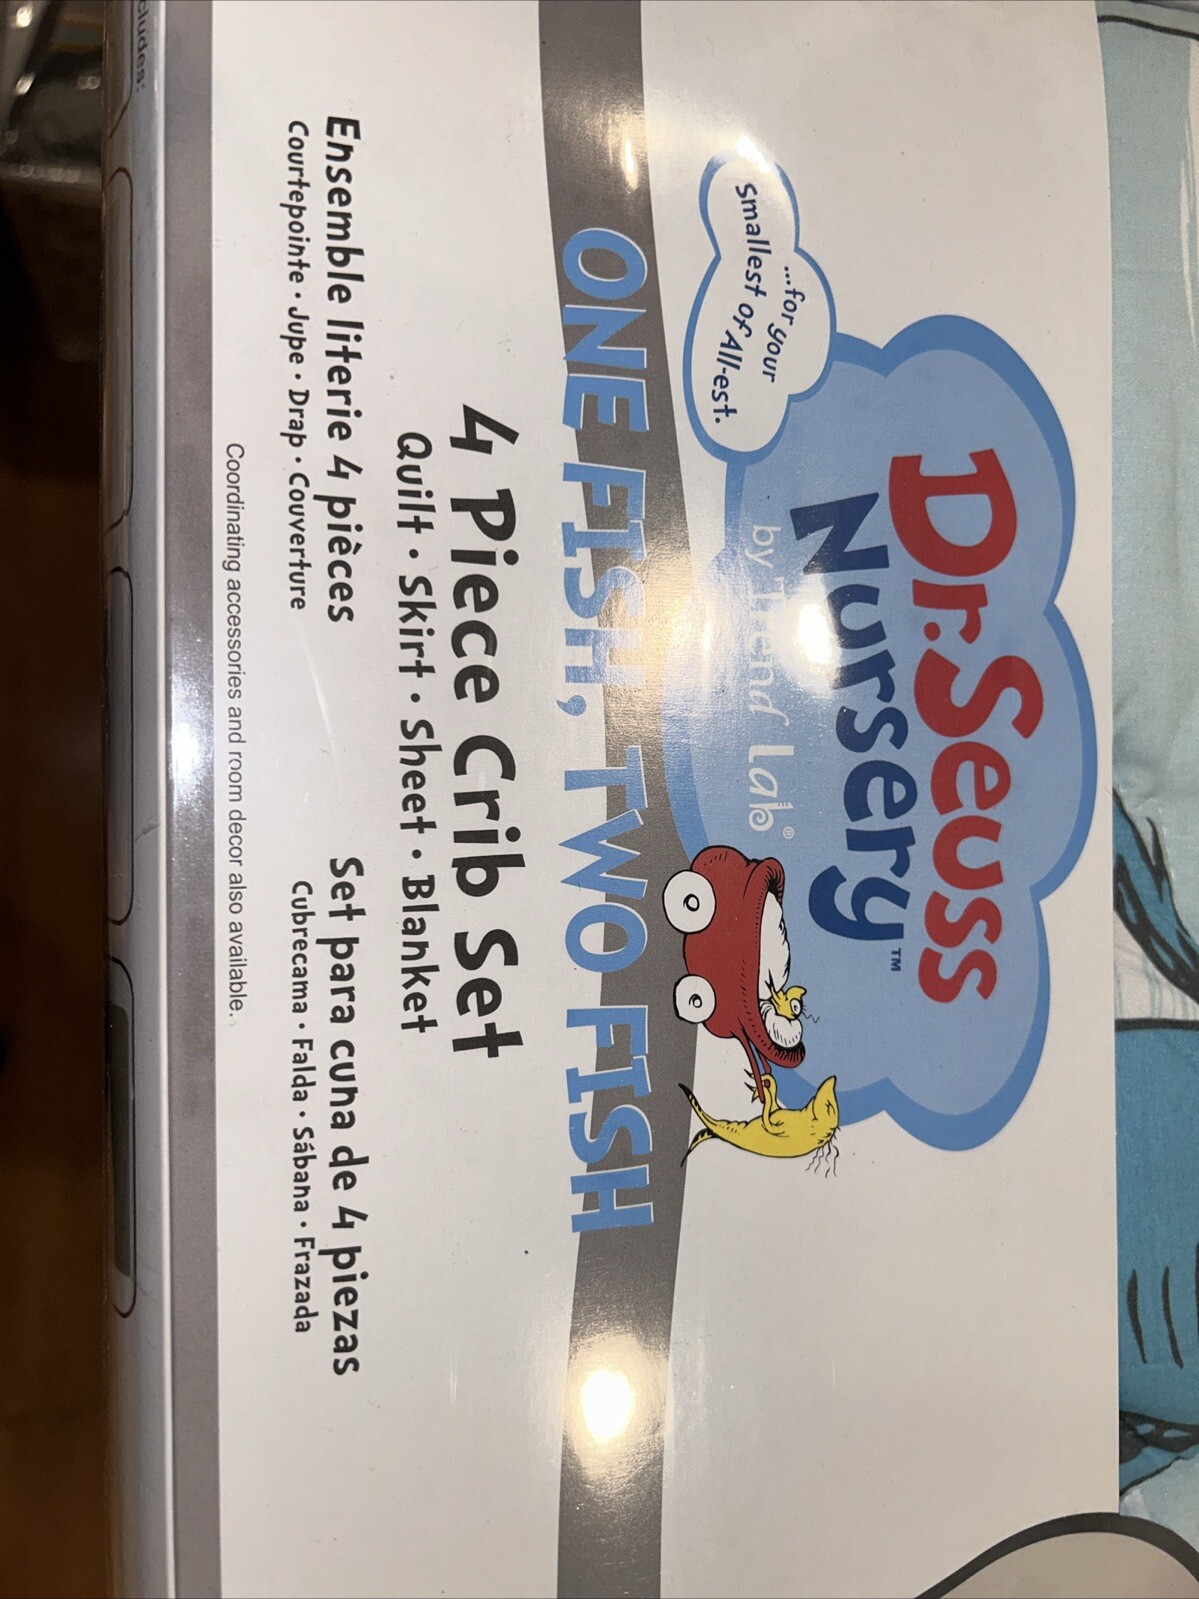 Dr. Seuss
Nursery™
by Trend Lab®
...for your
smallest of All-est.
ONE FISH, TWO FISH
4 Piece Crib Set
Quilt • Skirt • Sheet • Blanket
Ensemble literie 4 pièces
Courtepointe • Jupe • Drap • Couverture
Set para cuna de 4 piezas
Cubrecama • Falda • Sábana • Frazada
Coordinating accessories and room decor also available.